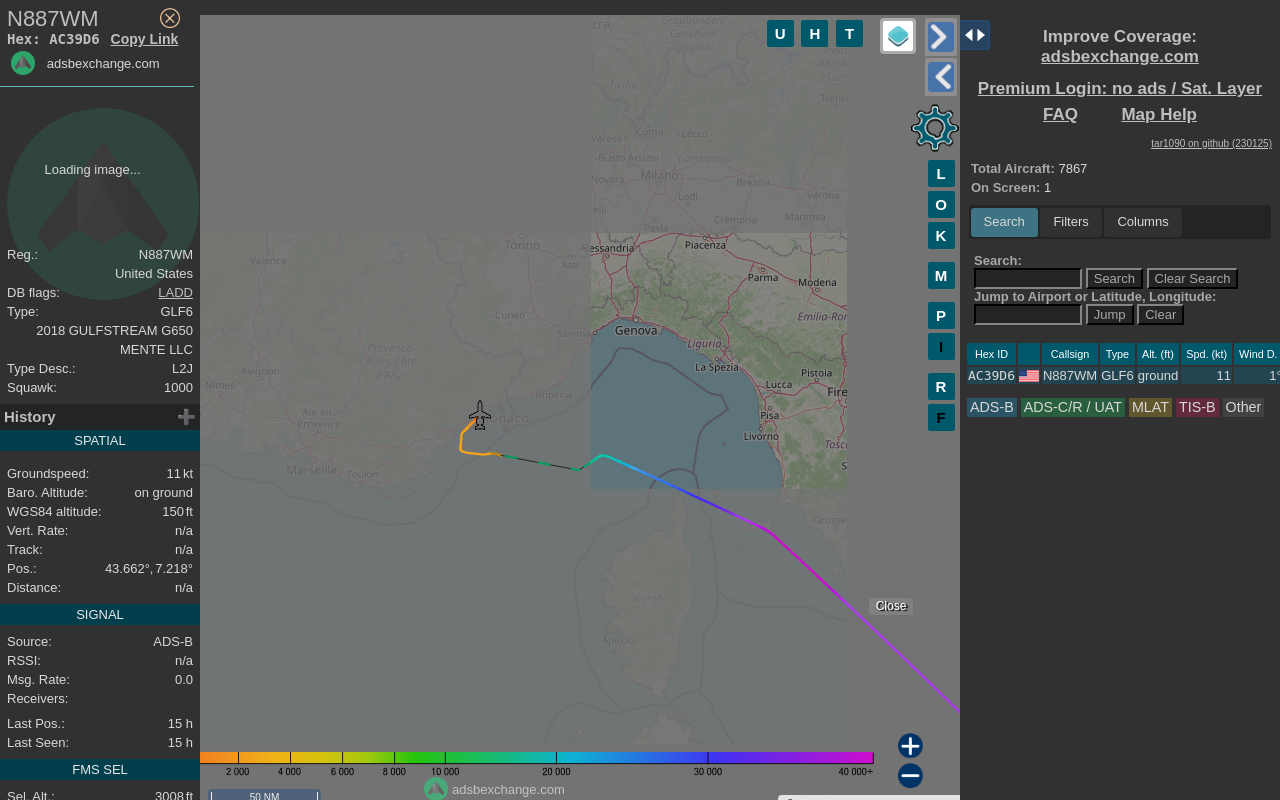 N887WM
Hex: AC39D6 Copy Link
adsbexchange.com
Loading image...
Reg.: N887WM
United States
DB flags: LADD
Type: GLF6
2018 GULFSTREAM G650
MENTE LLC
Type Desc.: L2J
Squawk: 1000
History
SPATIAL
Groundspeed: 11 kt
Baro. Altitude: on ground
WGS84 altitude: 150 ft
Vert. Rate: n/a
Track: n/a
Pos.: 43.662°, 7.218°
Distance: n/a
SIGNAL
Source: ADS-B
RSSI: n/a
Msg. Rate: 0.0
Receivers:
Last Pos.: 15 h
Last Seen: 15 h
FMS SEL
Sel. Alt.: 3008 ft
U H T
L
O
K
M
P
I
R
F
Graubünden/
Grischun/
Grigioni
Ticino
Trento
Varese
Como
Lecco
Busto Arsizio
Lombardia
Novara
Milano
Brescia
Verona
Lodi
Cremona
Mantova
Pavia
Torino
Asti
Valence
essandria
Piacenza
Parma
Modena
Cuneo
Savona
Genova
Emilia-Ror
Provence-
Alpes-Côte
d'Azur
Liguria
La Spezia
Avignon
Nîmes
Imperia
Pistoia
Lucca
Fire
Aix-en-
Provence
Pisa
Livorno
Tosc
Marseille
Toulon
Grosse
Corse
Ajaccio
Close
2 000 4 000 6 000 8 000 10 000 20 000 30 000 40 000+
adsbexchange.com
50 NM
Improve Coverage:
adsbexchange.com
Premium Login: no ads / Sat. Layer
FAQ Map Help
tar1090 on github (230125)
Total Aircraft: 7867
On Screen: 1
Search Filters Columns
Search:
Search Clear Search
Jump to Airport or Latitude, Longitude:
Jump Clear
Hex ID Callsign Type Alt. (ft) Spd. (kt) Wind D.
AC39D6 N887WM GLF6 ground 11 1°
ADS-B ADS-C/R / UAT MLAT TIS-B Other